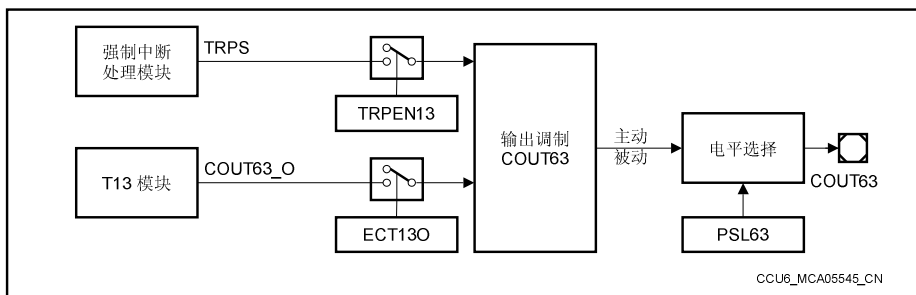 强制中断
处理模块
TRPS
TRPEN13
T13 模块
COUT63_O
ECT13O
输出调制
COUT63
主动
被动
电平选择
PSL63
COUT63
CCU6_MCA05545_CN